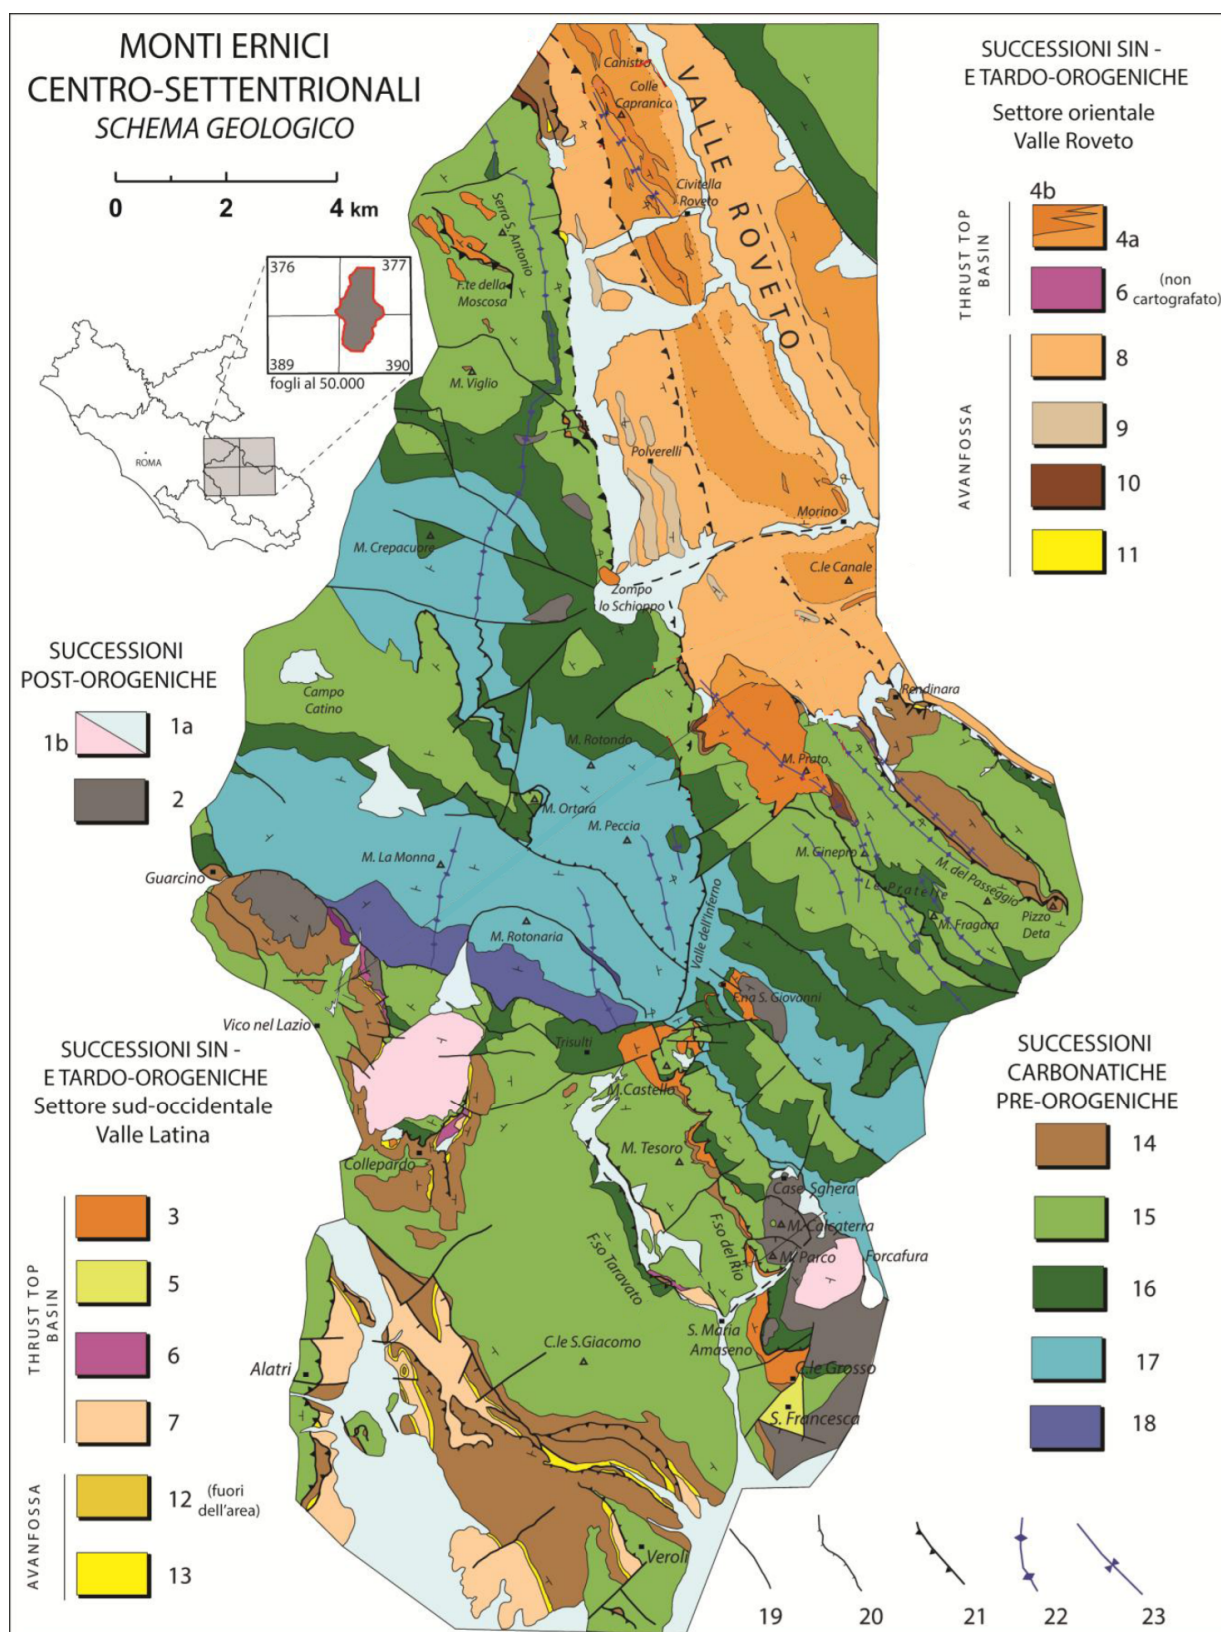 MONTI ERNICI
CENTRO-SETTENTRIONALI
SCHEMA GEOLOGICO
0 2 4 km
376 377
389 390
fogli al 50.000
ROMA
SUCCESSIONI SIN -
E TARDO-OROGENICHE
Settore orientale
Valle Roveto
THRUST TOP
BASIN
4b
4a
6 (non
cartografato)
AVANFOSSA
8
9
10
11
SUCCESSIONI
POST-OROGENICHE
1b 1a
2
Canistro
Colle
Capranica
VALLE ROVETO
Civitella
Roveto
Serra S. Antonio
F.te della
Moscosa
M. Viglio
Polverelli
Morino
M. Crepacuore
C.le Canale
Zompo
lo Schioppo
Campo
Catino
Rendinara
M. Rotondo
M. Prato
M. Ortara
M. Peccia
M. La Monna
M. Ginepro
M. del Passeggio
Le Pratelle
M. Fragara
Pizzo
Deta
Guarcino
M. Rotonaria
Valle dell'Inferno
F.na S. Giovanni
Vico nel Lazio
Trisulti
M. Castello
M. Tesoro
Collepardo
Case Sghera
M. Calcaterra
M. Parco
Forcafura
F.so Taravato
F.so del Rio
S. Maria
Amaseno
C.le S.Giacomo
C.le Grosso
S. Francesca
Alatri
Veroli
SUCCESSIONI SIN -
E TARDO-OROGENICHE
Settore sud-occidentale
Valle Latina
THRUST TOP
BASIN
3
5
6
7
AVANFOSSA
12 (fuori
dell'area)
13
SUCCESSIONI
CARBONATICHE
PRE-OROGENICHE
14
15
16
17
18
19 20 21 22 23